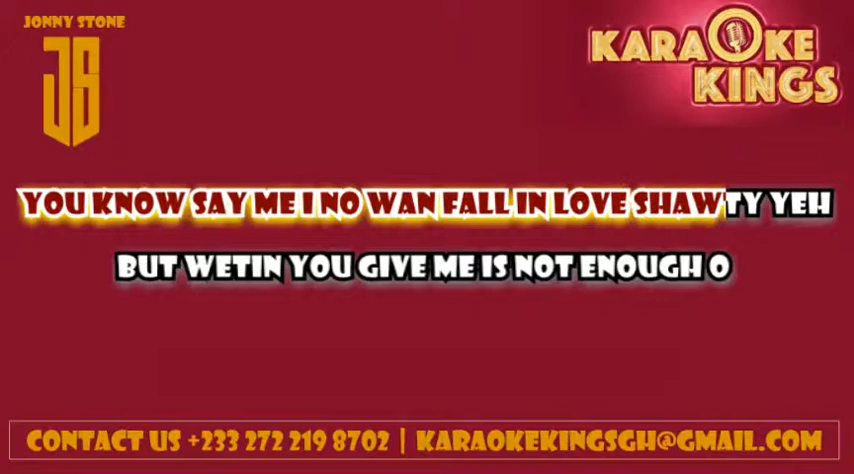 JONNY STONE
JS
KARAOKE
KINGS
YOU KNOW SAY ME I NO WAN FALL IN LOVE SHAWTY YEH
BUT WETIN YOU GIVE ME IS NOT ENOUGH O
CONTACT US +233 272 219 8702 | KARAOKEKINGSGH@GMAIL.COM